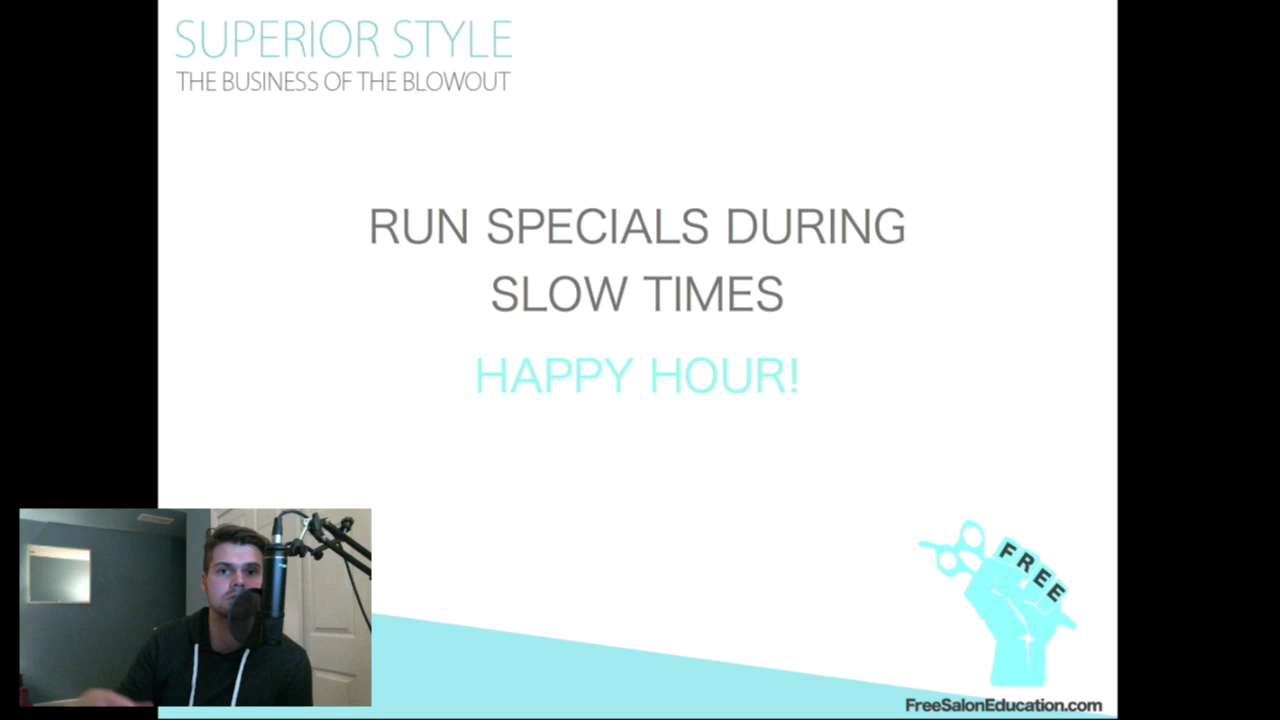 SUPERIOR STYLE
THE BUSINESS OF THE BLOWOUT
RUN SPECIALS DURING
SLOW TIMES
HAPPY HOUR!
FREE
FreeSalonEducation.com